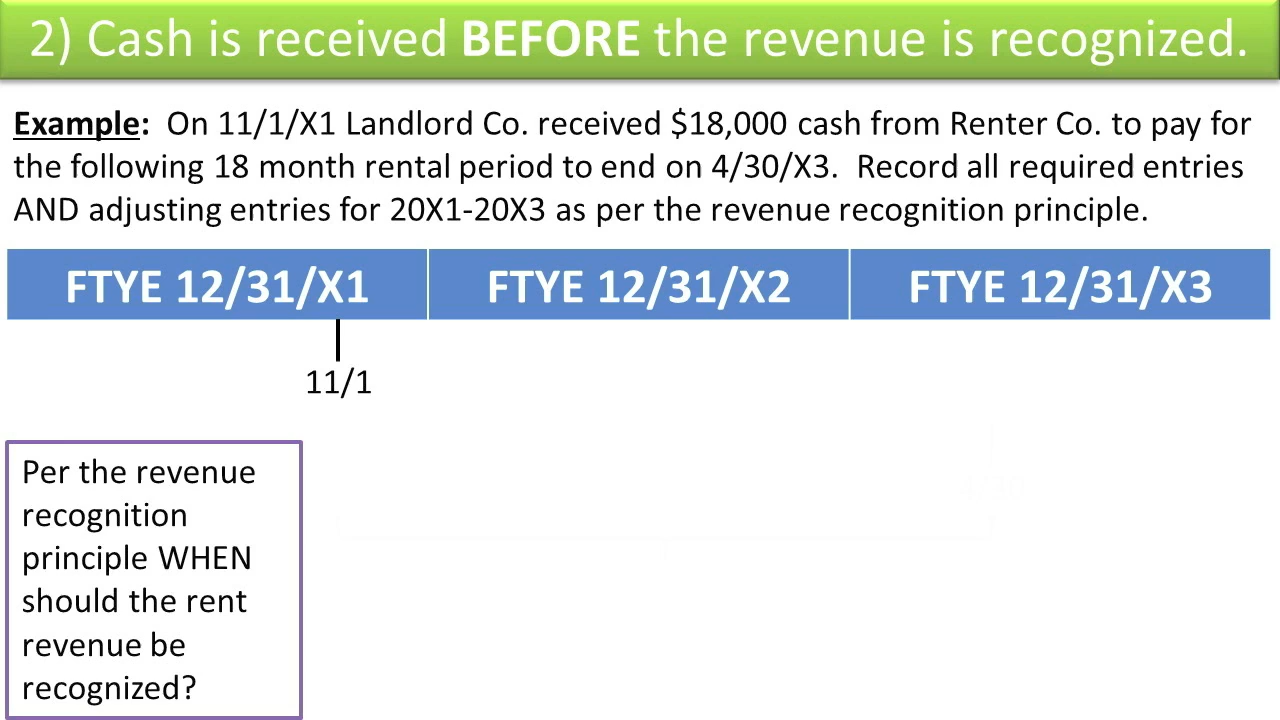 2) Cash is received BEFORE the revenue is recognized.
Example: On 11/1/X1 Landlord Co. received $18,000 cash from Renter Co. to pay for
the following 18 month rental period to end on 4/30/X3. Record all required entries
AND adjusting entries for 20X1-20X3 as per the revenue recognition principle.
FTYE 12/31/X1 FTYE 12/31/X2 FTYE 12/31/X3
11/1
Per the revenue
recognition
principle WHEN
should the rent
revenue be
recognized?